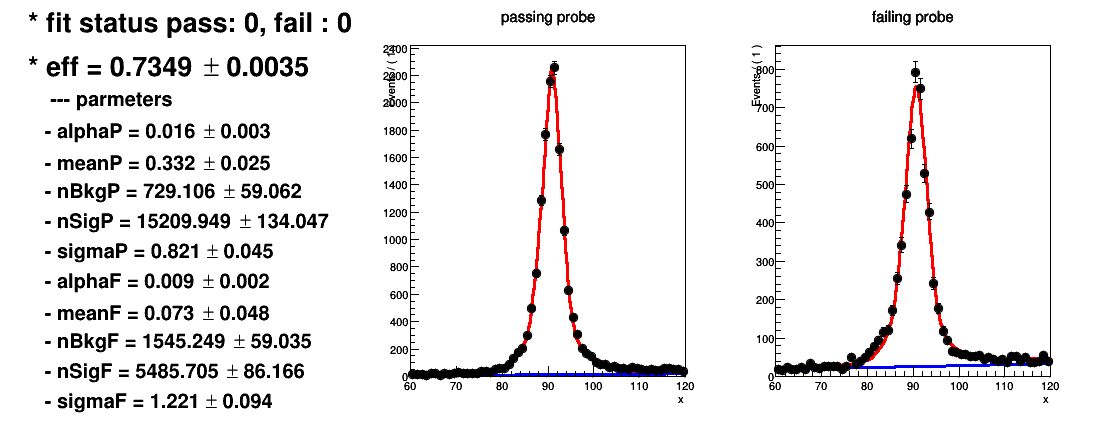 * fit status pass: 0, fail : 0
* eff = 0.7349 ± 0.0035
--- parmeters
- alphaP = 0.016 ± 0.003
- meanP = 0.332 ± 0.025
- nBkgP = 729.106 ± 59.062
- nSigP = 15209.949 ± 134.047
- sigmaP = 0.821 ± 0.045
- alphaF = 0.009 ± 0.002
- meanF = 0.073 ± 0.048
- nBkgF = 1545.249 ± 59.035
- nSigF = 5485.705 ± 86.166
- sigmaF = 1.221 ± 0.094
passing probe
Events / ( 1 )
2400
2200
2000
1800
1600
1400
1200
1000
800
600
400
200
0
60 70 80 90 100 110 120
x
failing probe
Events / ( 1 )
800
700
600
500
400
300
200
100
0
60 70 80 90 100 110 120
x